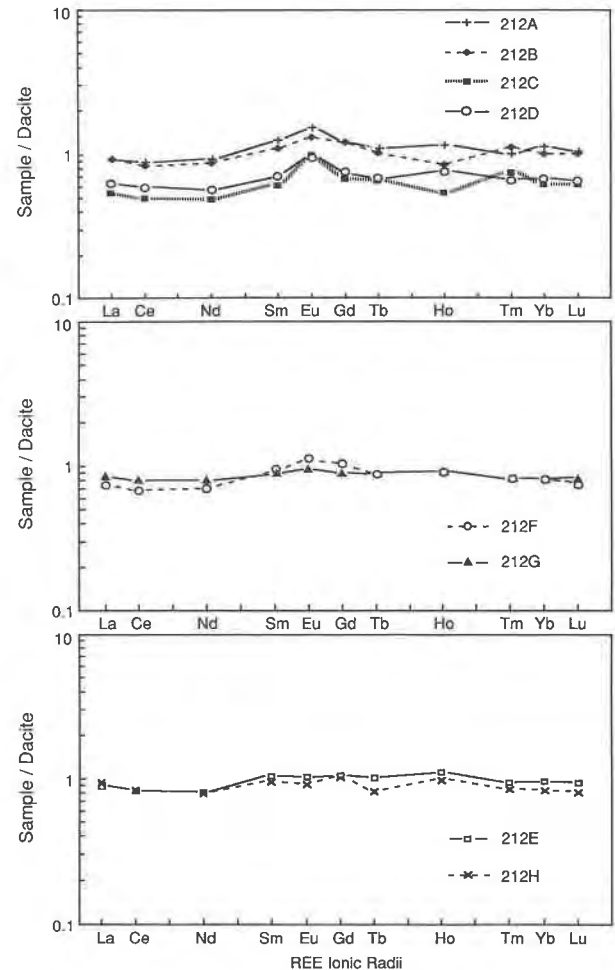 10
1
0.1
Sample / Dacite
212A
212B
212C
212D
La Ce Nd Sm Eu Gd Tb Ho Tm Yb Lu
10
1
0.1
Sample / Dacite
212F
212G
La Ce Nd Sm Eu Gd Tb Ho Tm Yb Lu
10
1
0.1
Sample / Dacite
212E
212H
La Ce Nd Sm Eu Gd Tb Ho Tm Yb Lu
REE Ionic Radii